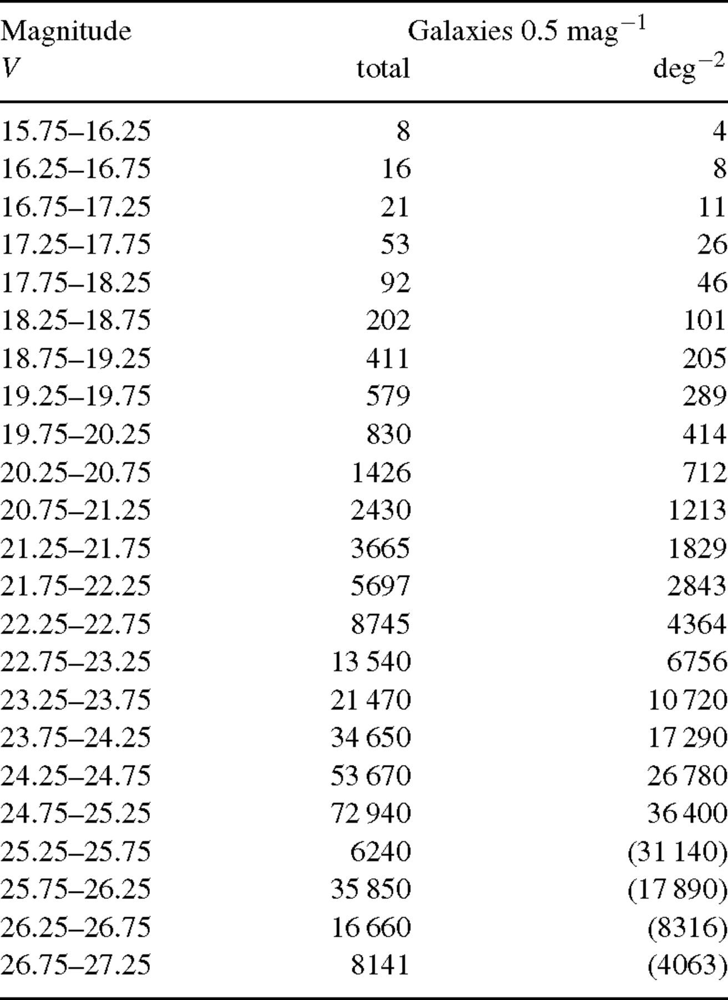 Magnitude Galaxies 0.5 mag⁻¹
V total deg⁻²
15.75–16.25 8 4
16.25–16.75 16 8
16.75–17.25 21 11
17.25–17.75 53 26
17.75–18.25 92 46
18.25–18.75 202 101
18.75–19.25 411 205
19.25–19.75 579 289
19.75–20.25 830 414
20.25–20.75 1426 712
20.75–21.25 2430 1213
21.25–21.75 3665 1829
21.75–22.25 5697 2843
22.25–22.75 8745 4364
22.75–23.25 13 540 6756
23.25–23.75 21 470 10 720
23.75–24.25 34 650 17 290
24.25–24.75 53 670 26 780
24.75–25.25 72 940 36 400
25.25–25.75 6240 (31 140)
25.75–26.25 35 850 (17 890)
26.25–26.75 16 660 (8316)
26.75–27.25 8141 (4063)